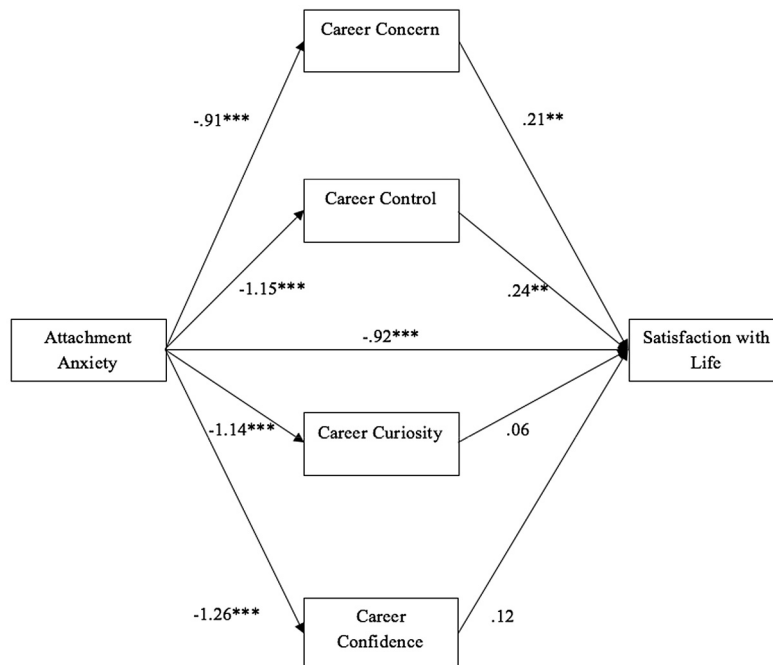 Career Concern
-.91***
.21**
Career Control
-1.15***
.24**
Attachment
Anxiety
-.92***
Satisfaction with
Life
-1.14***
Career Curiosity
.06
-1.26***
Career
Confidence
.12